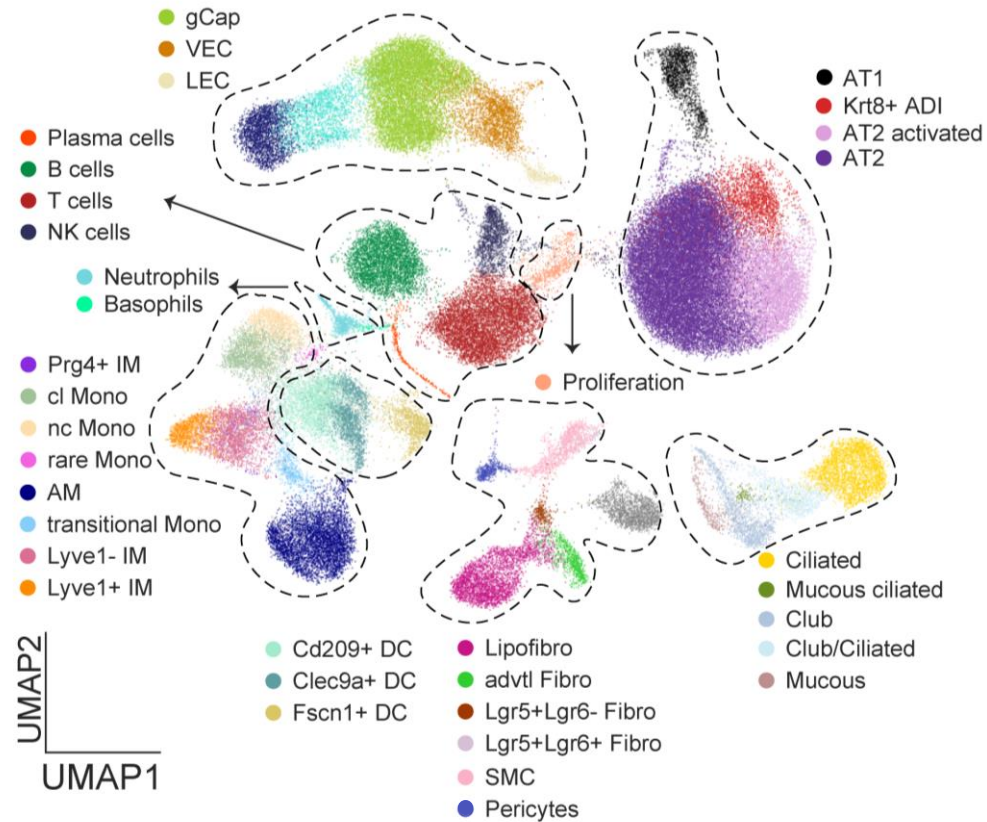 gCap
VEC
LEC
AT1
Krt8+ ADI
AT2 activated
AT2
Plasma cells
B cells
T cells
NK cells
Neutrophils
Basophils
Proliferation
Prg4+ IM
cl Mono
nc Mono
rare Mono
AM
transitional Mono
Lyve1- IM
Lyve1+ IM
Ciliated
Mucous ciliated
Club
Club/Ciliated
Mucous
Cd209+ DC
Clec9a+ DC
Fscn1+ DC
Lipofibro
advtl Fibro
Lgr5+Lgr6- Fibro
Lgr5+Lgr6+ Fibro
SMC
Pericytes
UMAP2
UMAP1